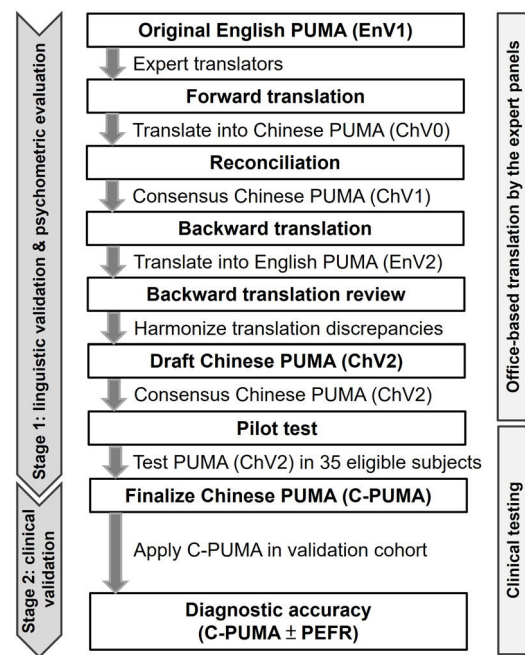 Original English PUMA (EnV1)
Expert translators
Forward translation
Translate into Chinese PUMA (ChV0)
Reconciliation
Consensus Chinese PUMA (ChV1)
Backward translation
Translate into English PUMA (EnV2)
Backward translation review
Harmonize translation discrepancies
Draft Chinese PUMA (ChV2)
Consensus Chinese PUMA (ChV2)
Pilot test
Test PUMA (ChV2) in 35 eligible subjects
Finalize Chinese PUMA (C-PUMA)
Apply C-PUMA in validation cohort
Diagnostic accuracy
(C-PUMA ± PEFR)
Stage 1: linguistic validation & psychometric evaluation
Stage 2: clinical
validation
Office-based translation by the expert panels
Clinical testing